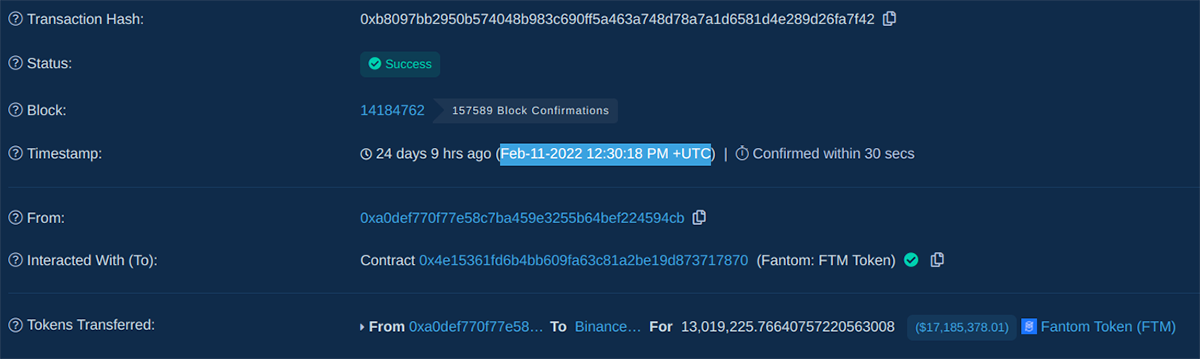 Transaction Hash: 0xb8097bb2950b574048b983c690ff5a463a748d78a7a1d6581d4e289d26fa7f42
Status: Success
Block: 14184762 157589 Block Confirmations
Timestamp: 24 days 9 hrs ago (Feb-11-2022 12:30:18 PM +UTC) | Confirmed within 30 secs
From: 0xa0def770f77e58c7ba459e3255b64bef224594cb
Interacted With (To): Contract 0x4e15361fd6b4bb609fa63c81a2be19d873717870 (Fantom: FTM Token)
Tokens Transferred: From 0xa0def770f77e58... To Binance... For 13,019,225.76640757220563008 ($17,185,378.01) Fantom Token (FTM)